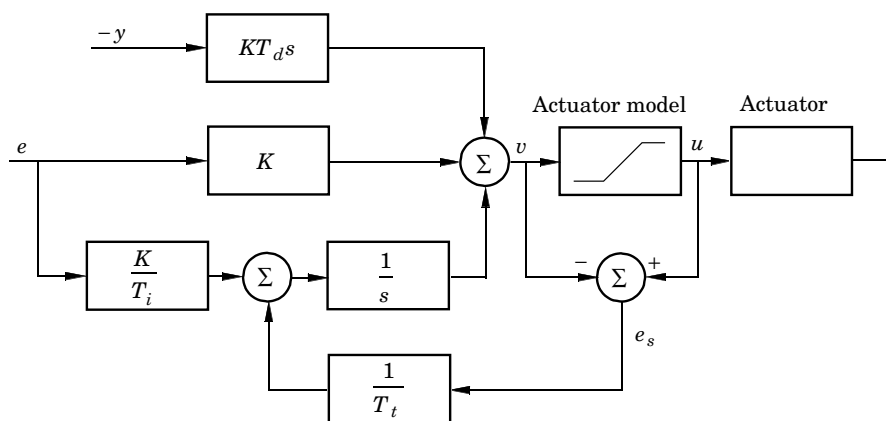 − y
KT_d s
Actuator model
Actuator
e
K
Σ
v
u
K
T_i
Σ
1
s
−
Σ
+
e_s
1
T_t